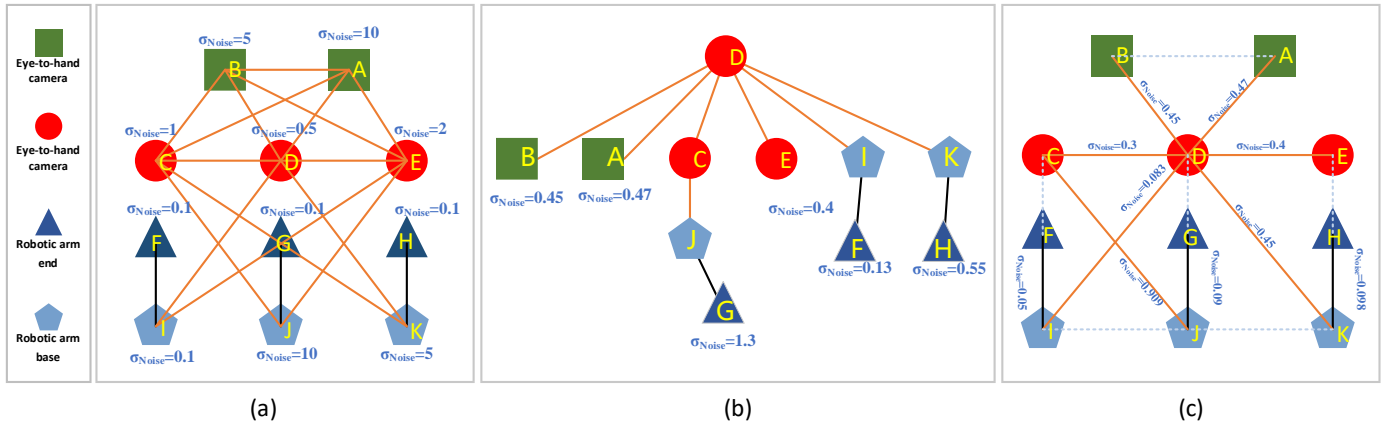 Eye-to-hand
camera
Eye-to-hand
camera
Robotic arm
end
Robotic arm
base
σNoise=5
σNoise=10
B
A
σNoise=1
σNoise=0.5
σNoise=2
C
D
E
σNoise=0.1
σNoise=0.1
σNoise=0.1
F
G
H
I
J
K
σNoise=0.1
σNoise=10
σNoise=5
(a)
D
B
A
C
E
I
K
σNoise=0.45
σNoise=0.47
σNoise=0.4
J
F
H
σNoise=0.13
σNoise=0.55
G
σNoise=1.3
(b)
B
A
σNoise=0.45
σNoise=0.47
C
σNoise=0.3
D
σNoise=0.4
E
σNoise=0.083
σNoise=0.45
F
G
H
σNoise=0.05
σNoise=0.909
σNoise=0.09
σNoise=0.098
I
J
K
(c)